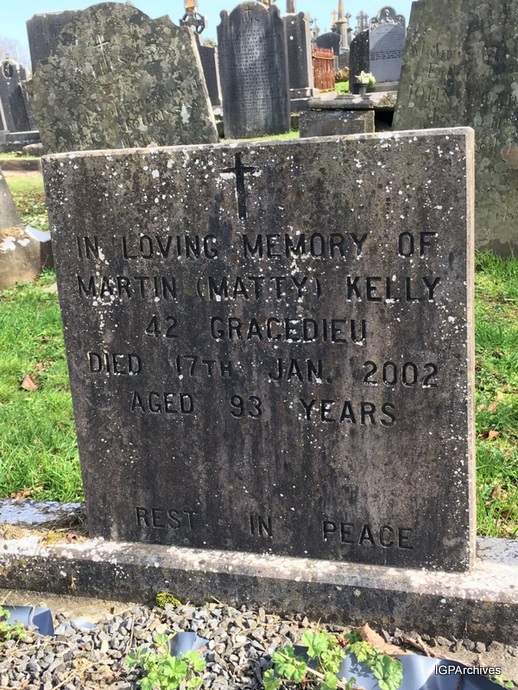 IN LOVING MEMORY OF
MARTIN (MATTY) KELLY
42 GRACEDIEU
DIED 17TH JAN. 2002
AGED 93 YEARS
REST IN PEACE
IGPArchives